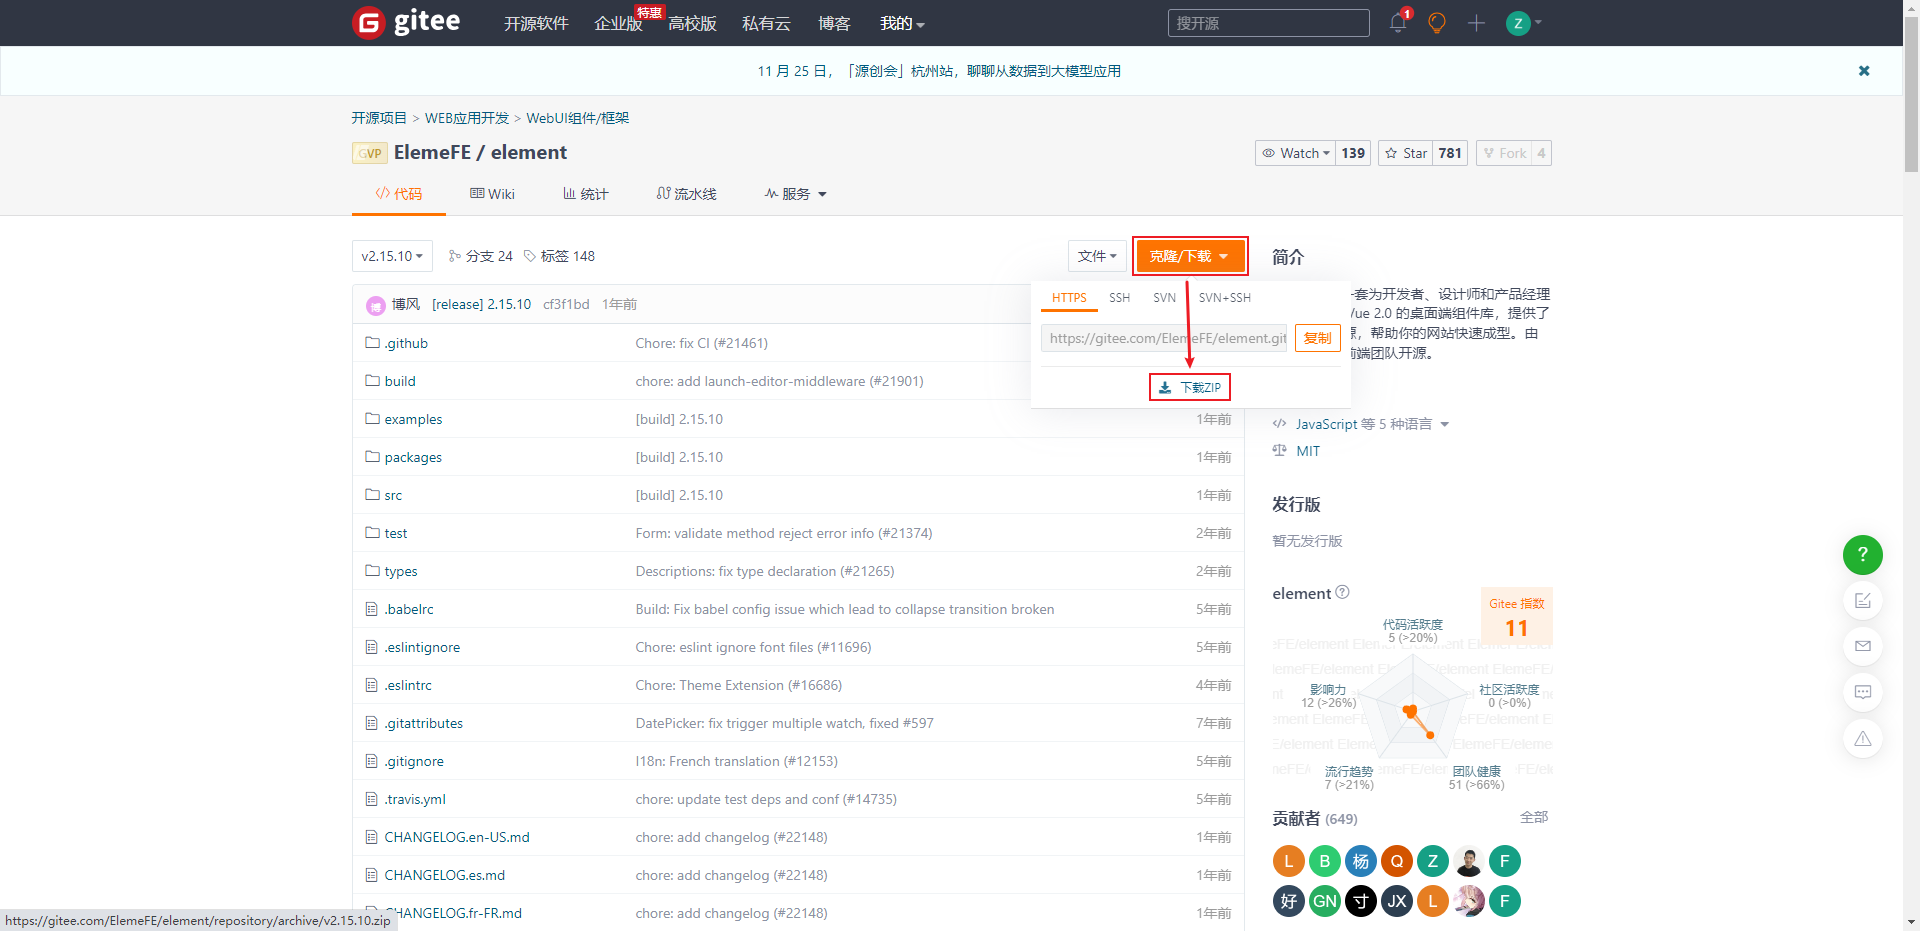 gitee
开源软件
企业版
特惠
高校版
私有云
博客
我的
搜开源
1
Z
11 月 25 日，「源创会」杭州站，聊聊从数据到大模型应用
开源项目 > WEB应用开发 > WebUI组件/框架
GVP ElemeFE / element
Watch 139
Star 781
Fork 4
代码
Wiki
统计
流水线
服务
v2.15.10
分支 24
标签 148
文件
克隆/下载
HTTPS SSH SVN SVN+SSH
https://gitee.com/ElemeFE/element.git
复制
下载ZIP
博
博风 [release] 2.15.10 cf3f1bd 1年前
.github Chore: fix CI (#21461)
build chore: add launch-editor-middleware (#21901)
examples [build] 2.15.10 1年前
packages [build] 2.15.10 1年前
src [build] 2.15.10 1年前
test Form: validate method reject error info (#21374) 2年前
types Descriptions: fix type declaration (#21265) 2年前
.babelrc Build: Fix babel config issue which lead to collapse transition broken 5年前
.eslintignore Chore: eslint ignore font files (#11696) 5年前
.eslintrc Chore: Theme Extension (#16686) 4年前
.gitattributes DatePicker: fix trigger multiple watch, fixed #597 7年前
.gitignore I18n: French translation (#12153) 5年前
.travis.yml chore: update test deps and conf (#14735) 5年前
CHANGELOG.en-US.md chore: add changelog (#22148) 1年前
CHANGELOG.es.md chore: add changelog (#22148) 1年前
CHANGELOG.fr-FR.md chore: add changelog (#22148) 1年前
https://gitee.com/ElemeFE/element/repository/archive/v2.15.10.zip
简介
套为开发者、设计师和产品经理
Vue 2.0 的桌面端组件库，提供了
源，帮助你的网站快速成型。由
前端团队开源。
JavaScript 等 5 种语言
MIT
发行版
暂无发行版
element
Gitee 指数
11
代码活跃度
5 (>20%)
影响力
12 (>26%)
社区活跃度
0 (>0%)
流行趋势
7 (>21%)
团队健康
51 (>66%)
贡献者 (649)
全部
L B 杨 Q Z F
好 GN 寸 JX L F
?